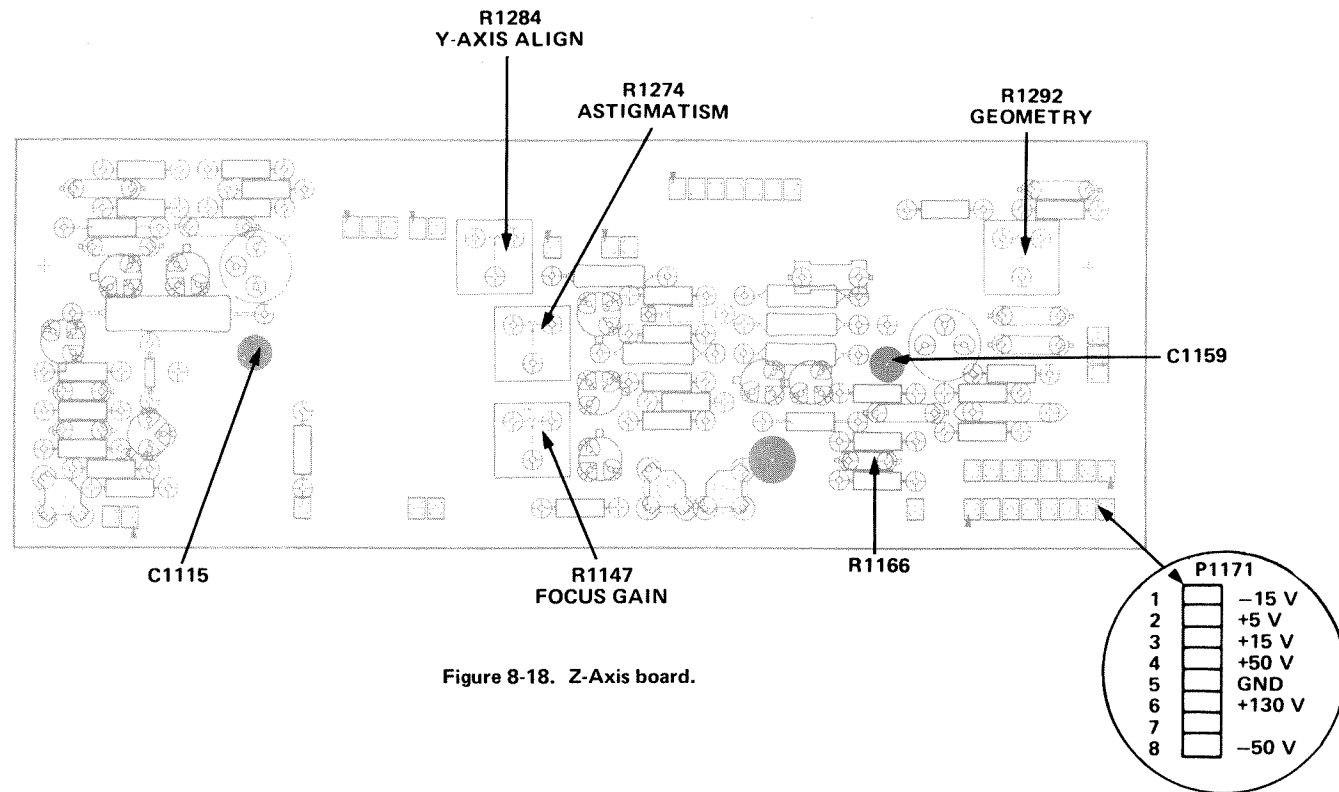 R1284
Y-AXIS ALIGN
R1274
ASTIGMATISM
R1292
GEOMETRY
C1159
C1115
R1147
FOCUS GAIN
R1166
P1171
1 −15 V
2 +5 V
3 +15 V
4 +50 V
5 GND
6 +130 V
7
8 −50 V
Figure 8-18. Z-Axis board.